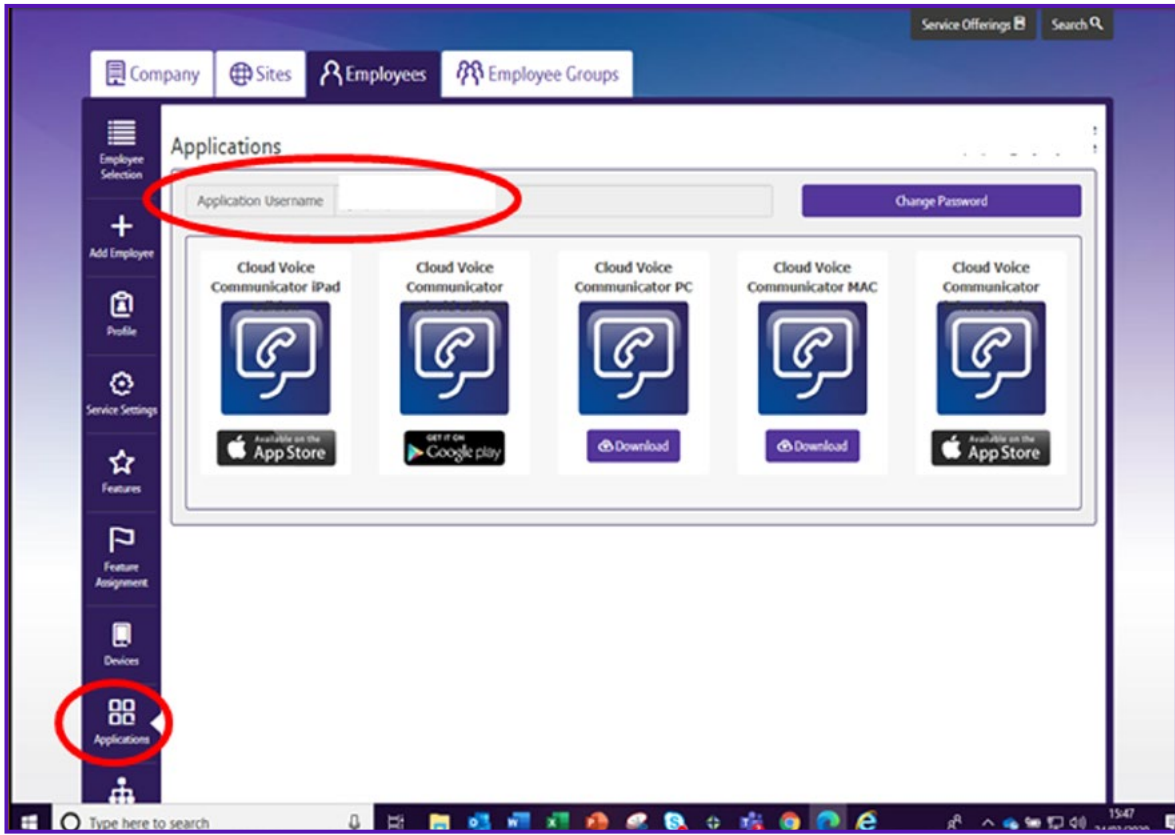 Service Offerings
Search
Company
Sites
Employees
Employee Groups
Employee
Selection
Add Employee
Profile
Service Settings
Features
Feature
Assignment
Devices
Applications
Applications
Application Username
Change Password
Cloud Voice
Communicator iPad
Available on the
App Store
Cloud Voice
Communicator
GET IT ON
Google play
Cloud Voice
Communicator PC
Download
Cloud Voice
Communicator MAC
Download
Cloud Voice
Communicator
Available on the
App Store
Type here to search
15:47